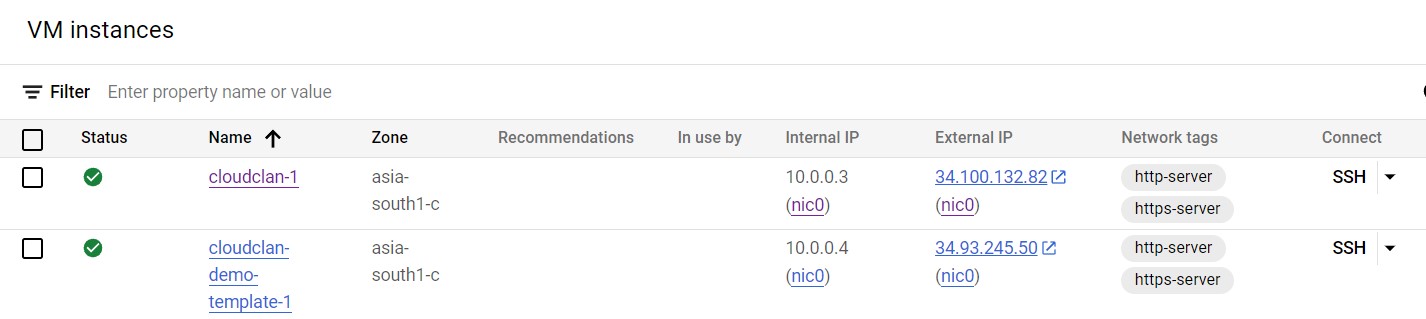 VM instances
Filter Enter property name or value
Status Name Zone Recommendations In use by Internal IP External IP Network tags Connect
cloudclan-1 asia- 10.0.0.3 34.100.132.82 http-server SSH
south1-c (nic0) (nic0) https-server
cloudclan- asia- 10.0.0.4 34.93.245.50 http-server SSH
demo- south1-c (nic0) (nic0) https-server
template-1